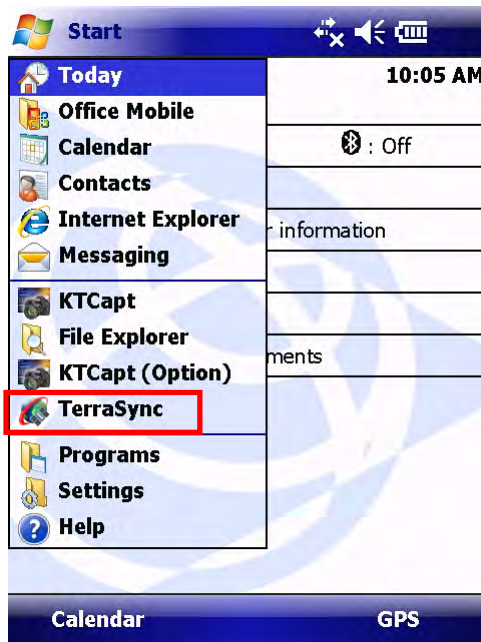 Start
Today
10:05 AM
Office Mobile
Calendar
: Off
Contacts
Internet Explorer
r information
Messaging
KTCapt
File Explorer
ments
KTCapt (Option)
TerraSync
Programs
Settings
Help
Calendar GPS